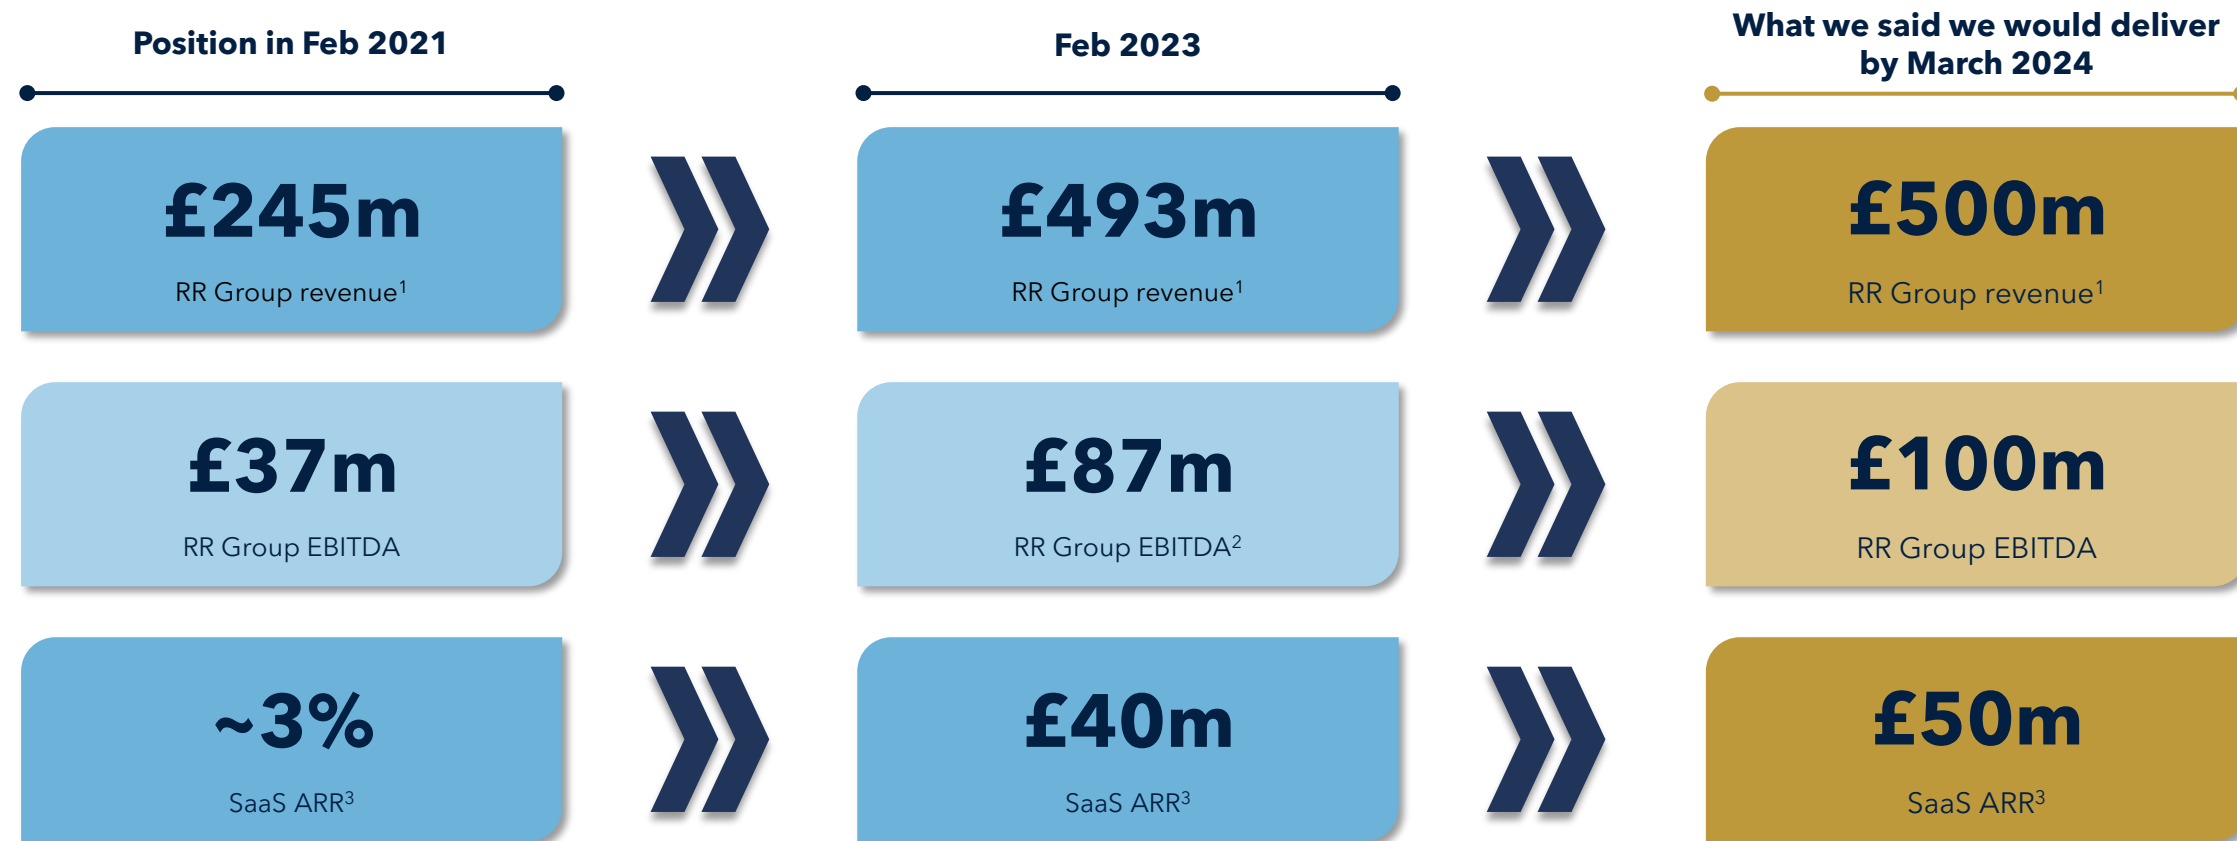 Position in Feb 2021
Feb 2023
What we said we would deliver
by March 2024
£245m
RR Group revenue¹
£493m
RR Group revenue¹
£500m
RR Group revenue¹
£37m
RR Group EBITDA
£87m
RR Group EBITDA²
£100m
RR Group EBITDA
~3%
SaaS ARR³
£40m
SaaS ARR³
£50m
SaaS ARR³